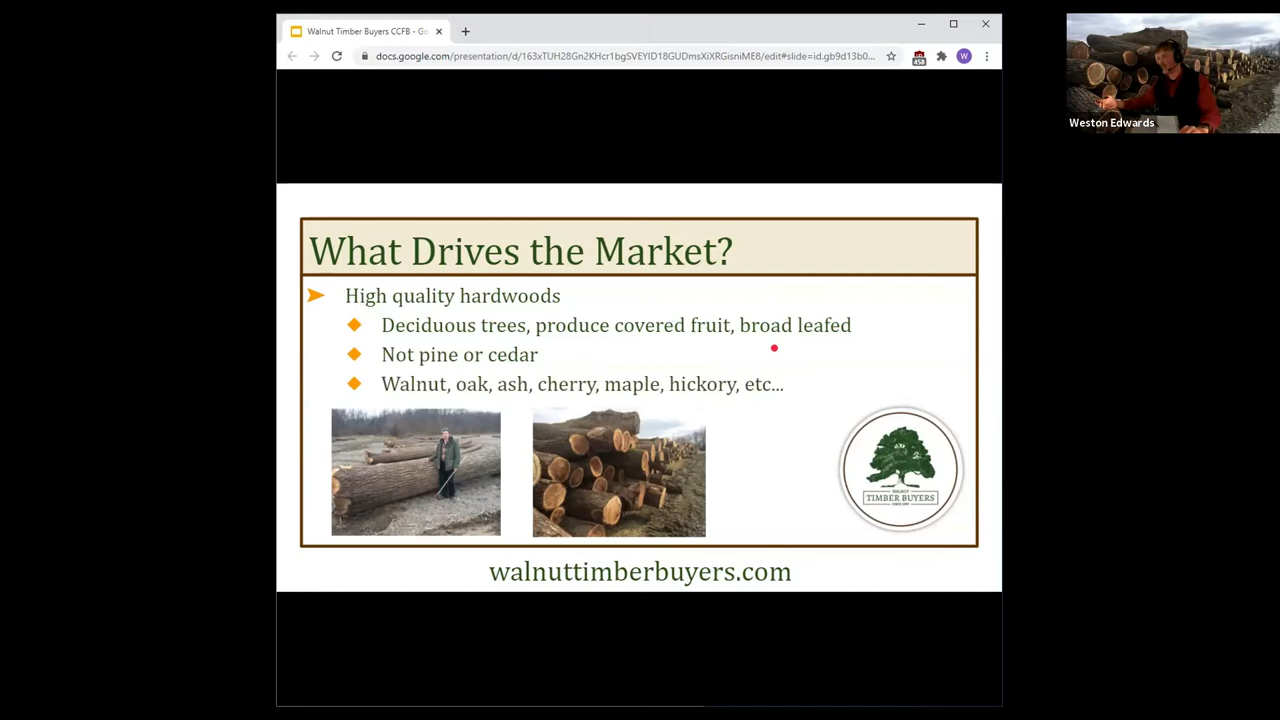 Walnut Timber Buyers CCFB - Go
docs.google.com/presentation/d/163xTUH28Gn2KHcr1bgSVEYID18GUDmsXiXRGisniME8/edit#slide=id.gb9d13b0...
458
W
Weston Edwards
What Drives the Market?
High quality hardwoods
Deciduous trees, produce covered fruit, broad leafed
Not pine or cedar
Walnut, oak, ash, cherry, maple, hickory, etc...
WALNUT
TIMBER BUYERS
walnuttimberbuyers.com